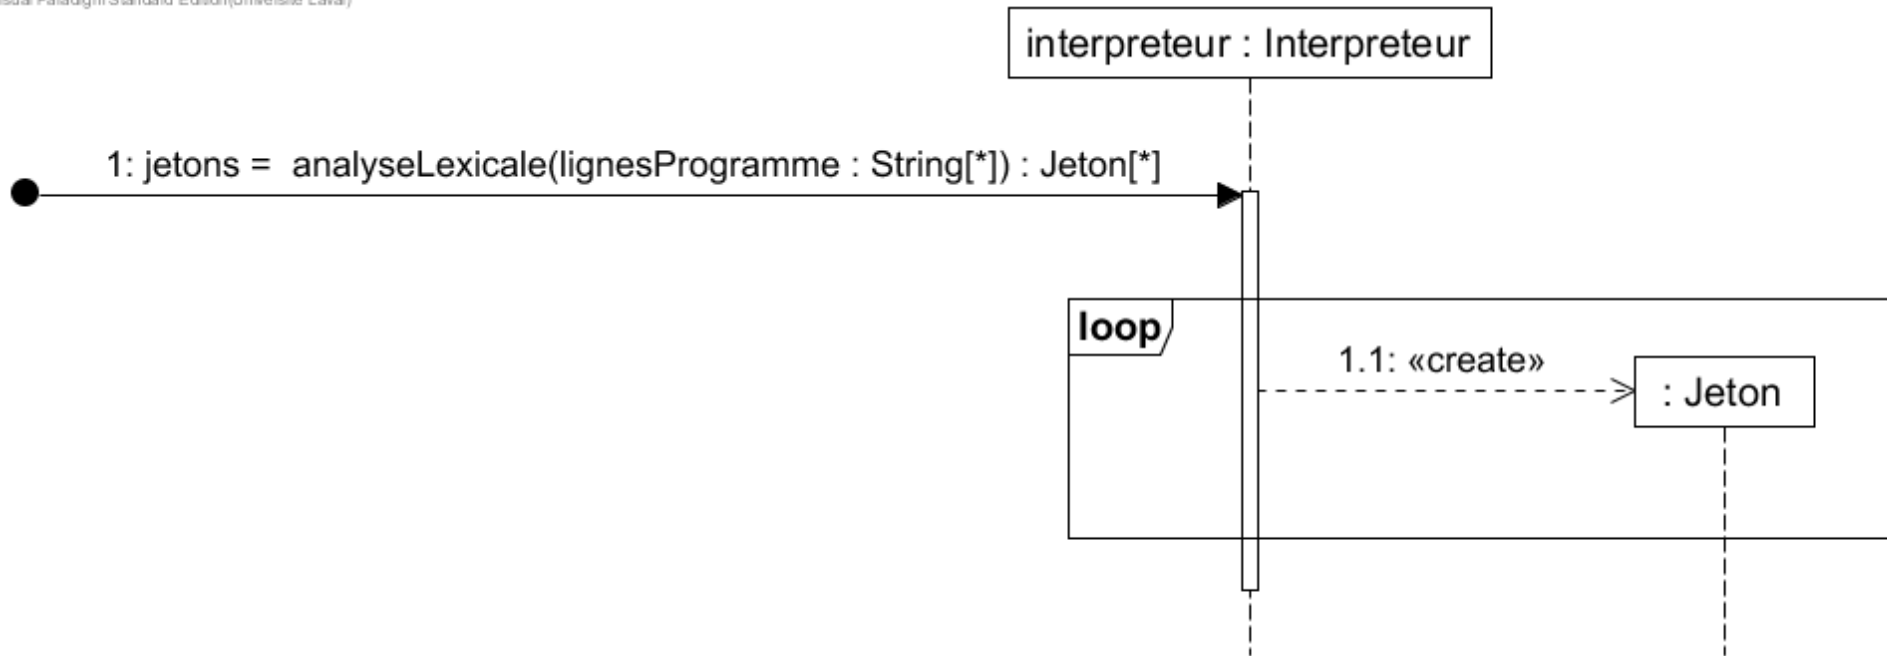 interpreteur : Interpreteur
1: jetons = analyseLexicale(lignesProgramme : String[*]) : Jeton[*]
loop
1.1: «create»
: Jeton